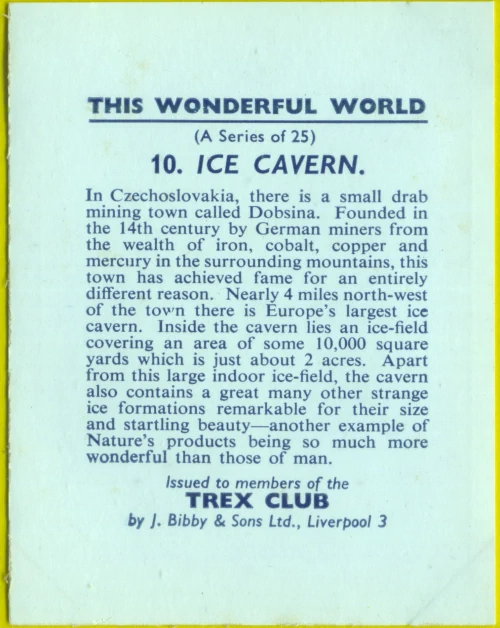 THIS WONDERFUL WORLD
(A Series of 25)
10. ICE CAVERN.
In Czechoslovakia, there is a small drab
mining town called Dobsina. Founded in
the 14th century by German miners from
the wealth of iron, cobalt, copper and
mercury in the surrounding mountains, this
town has achieved fame for an entirely
different reason. Nearly 4 miles north-west
of the town there is Europe's largest ice
cavern. Inside the cavern lies an ice-field
covering an area of some 10,000 square
yards which is just about 2 acres. Apart
from this large indoor ice-field, the cavern
also contains a great many other strange
ice formations remarkable for their size
and startling beauty—another example of
Nature's products being so much more
wonderful than those of man.
Issued to members of the
TREX CLUB
by J. Bibby & Sons Ltd., Liverpool 3